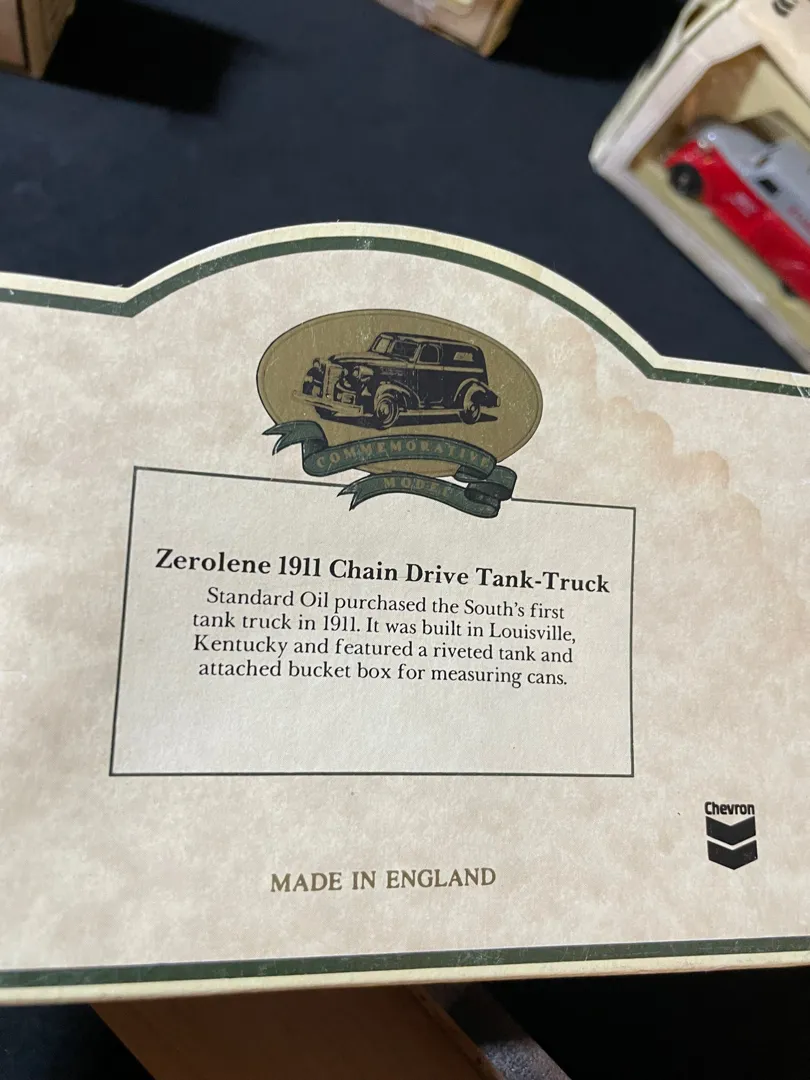 COMMEMORATIVE
MODEL
Zerolene 1911 Chain Drive Tank-Truck
Standard Oil purchased the South's first
tank truck in 1911. It was built in Louisville,
Kentucky and featured a riveted tank and
attached bucket box for measuring cans.
Chevron
MADE IN ENGLAND